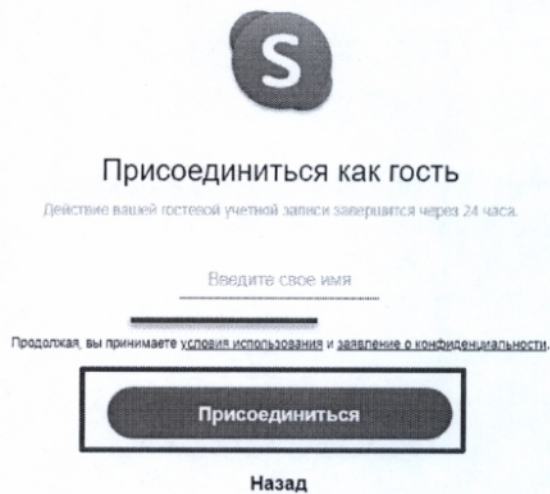 S
Присоединиться как гость
Действие вашей гостевой учетной записи завершится через 24 часа.
Введите свое имя
Продолжая, вы принимаете условия использования и заявление о конфиденциальности.
Присоединиться
Назад